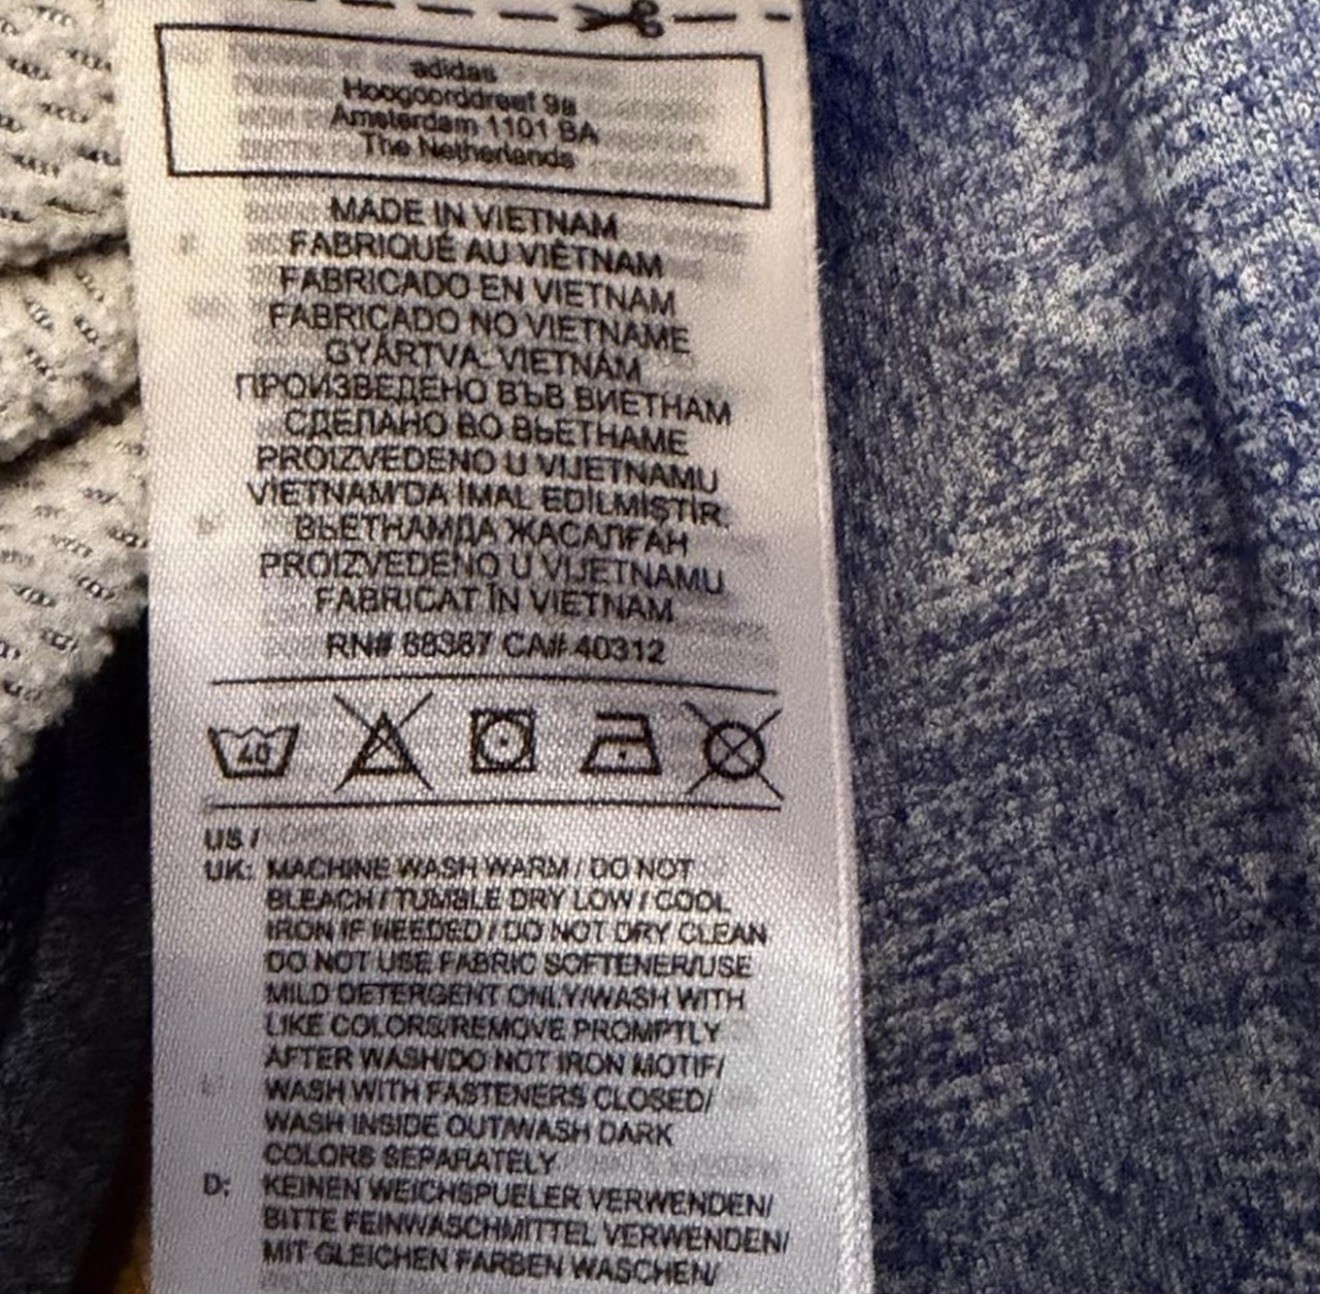 adidas
Hoogoorddreef 9a
Amsterdam 1101 BA
The Netherlands
MADE IN VIETNAM
FABRIQUÉ AU VIÊTNAM
FABRICADO EN VIETNAM
FABRICADO NO VIETNAME
GYÁRTVA: VIETNÁM
ПРОИЗВЕДЕНО ВЪВ ВИЕТНАМ
СДЕЛАНО ВО ВЬЕТНАМЕ
PROIZVEDENO U VIJETNAMU
VİETNAM'DA İMAL EDİLMİŞTİR.
ВЬЕТНАМДА ЖАСАЛҒАН
PROIZVEDENO U VIJETNAMU
FABRICAT ÎN VIETNAM
RN# 88387 CA# 40312
40
US /
UK: MACHINE WASH WARM / DO NOT
BLEACH / TUMBLE DRY LOW / COOL
IRON IF NEEDED / DO NOT DRY CLEAN
DO NOT USE FABRIC SOFTENER/USE
MILD DETERGENT ONLY/WASH WITH
LIKE COLORS/REMOVE PROMPTLY
AFTER WASH/DO NOT IRON MOTIF/
WASH WITH FASTENERS CLOSED/
WASH INSIDE OUT/WASH DARK
COLORS SEPARATELY
D: KEINEN WEICHSPUELER VERWENDEN/
BITTE FEINWASCHMITTEL VERWENDEN/
MIT GLEICHEN FARBEN WASCHEN/